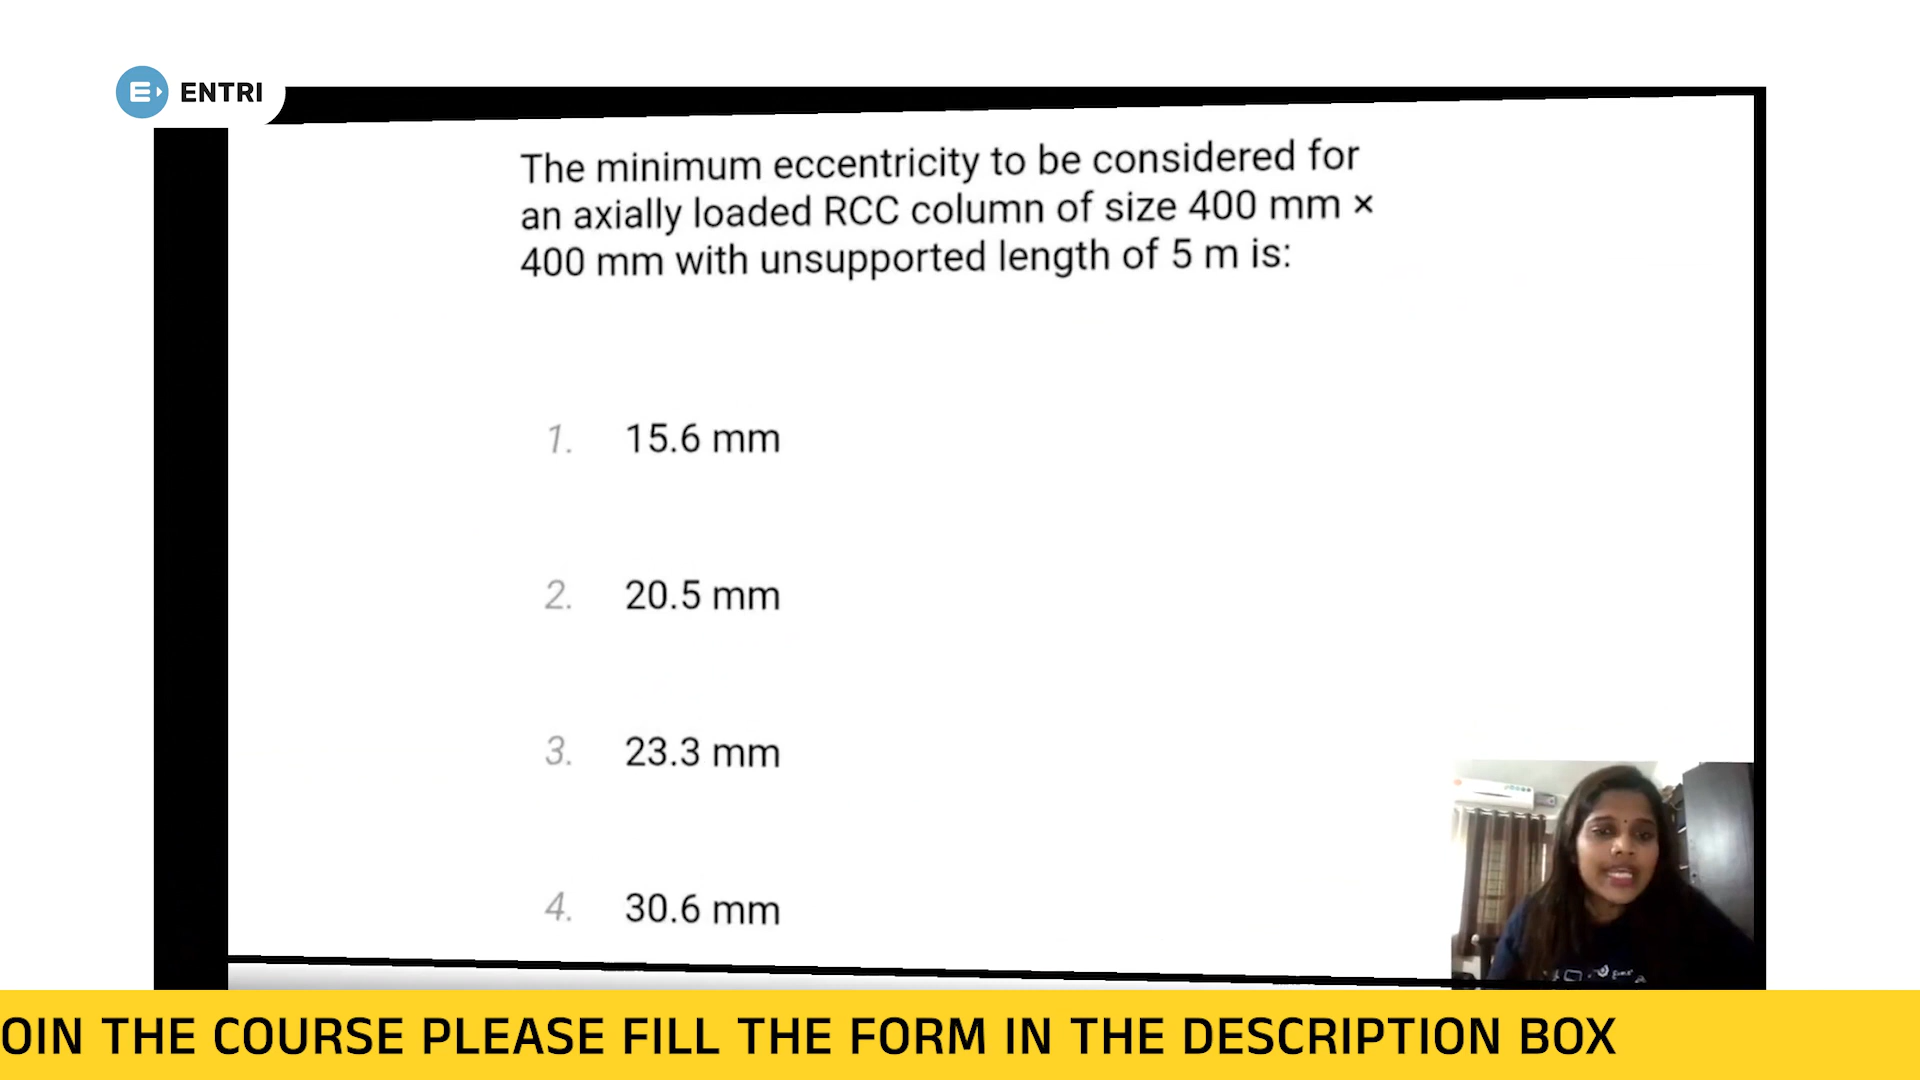 ENTRI
The minimum eccentricity to be considered for
an axially loaded RCC column of size 400 mm ×
400 mm with unsupported length of 5 m is:
1. 15.6 mm
2. 20.5 mm
3. 23.3 mm
4. 30.6 mm
OIN THE COURSE PLEASE FILL THE FORM IN THE DESCRIPTION BOX